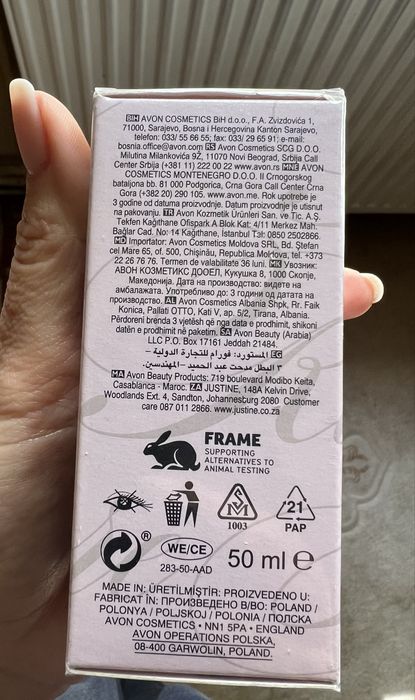 BIH AVON COSMETICS BiH d.o.o., F.A. Zvizdovića 1,
71000, Sarajevo, Bosna i Hercegovina Kanton Sarajevo,
telefon: 033/ 55 66 55; fax: 033/ 29 65 91; e-mail:
bosnia.office@avon.com RS Avon Cosmetics SCG D.O.O.
Milutina Milankovića 9Ž, 11070 Novi Beograd, Srbija Call
Center Srbija (+381 11) 222 00 22 www.avon.rs MNE AVON
COSMETICS MONTENEGRO D.O.O. II Crnogorskog
bataljona bb. 81 000 Podgorica, Crna Gora Call Center Crna
Gora (+382 20) 290 105. www.avon.me. Rok upotrebe je
3 godine od datuma proizvodnje. Datum proizvodnje je utisnut
na pakovanju. TR Avon Kozmetik Ürünleri San. ve Tic. A.Ş.
Tekfen Kağıthane Ofispark A Blok Kat: 4/11 Merkez Mah.
Bağlar Cad. No: 14 Kağıthane, İstanbul Tal: 0850 2502866.
MD Importator: Avon Cosmetics Moldova SRL, Bd. Ştefan
cel Mare 65, of. 500, Chişinău, Republica Moldova, tel. +373
22 26 76 76. Termen de valabilitate 36 luni. MK Увозник:
АВОН КОЗМЕТИКС ДООЕЛ, Кукушка 8, 1000 Скопје,
Македонија. Дата на производство: видете на
амбалажата. Употребливо до: 3 години од датата на
производство. AL Avon Cosmetics Albania Shpk, Rr. Faik
Konica, Pallati OTTO, Kati V, ap. 5/2, Tirana, Albania.
Përdoreni brenda 3 vjetësh që nga data e prodhimit, shikoni
datën e prodhimit në paketim. SA Avon Beauty (Arabia)
LLC P.O. Box 17161 Jeddah 21484.
EG المستورد: فورام للتجارة الدولية –
٣ البطل مدحت عبد الحميد – المهندسين.
MA Avon Beauty Products: 719 boulevard Modibo Keita,
Casablanca - Maroc. ZA JUSTINE, 148A Kelvin Drive,
Woodlands Ext. 4, Sandton, Johannesburg 2080 Customer
care 087 011 2866. www.justine.co.za
FRAME
SUPPORTING
ALTERNATIVES TO
ANIMAL TESTING
SM
1003
21
PAP
®
WE/CE
283-50-AAD
50 ml ℮
MADE IN: ÜRETİLMİŞTİR: PROIZVEDENO U:
FABRICAT ÎN: ПРОИЗВЕДЕНО В/ВО: POLAND /
POLONYA / POLJSKOJ / POLONIA / ПОЛСКА
AVON COSMETICS • NN1 5PA • ENGLAND
AVON OPERATIONS POLSKA,
08-400 GARWOLIN, POLAND.